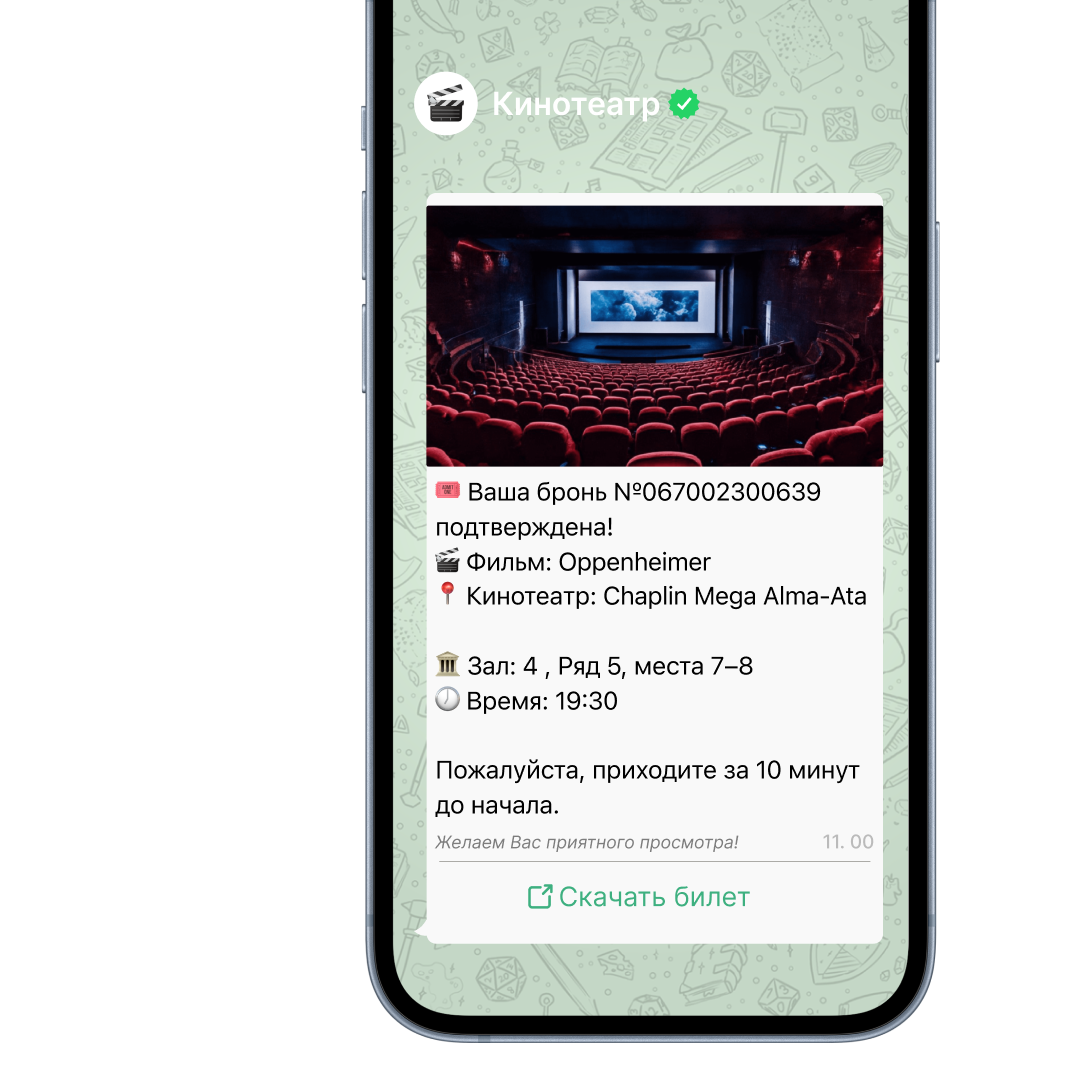 Кинотеатр
Ваша бронь №067002300639
подтверждена!
Фильм: Oppenheimer
Кинотеатр: Chaplin Mega Alma-Ata
Зал: 4 , Ряд 5, места 7–8
Время: 19:30
Пожалуйста, приходите за 10 минут
до начала.
Желаем Вас приятного просмотра! 11. 00
Скачать билет